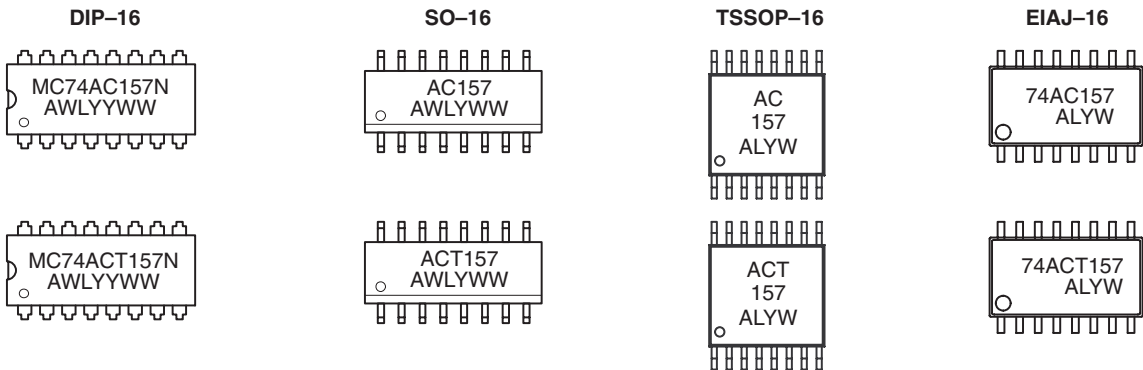 DIP–16
SO–16
TSSOP–16
EIAJ–16
MC74AC157N
AWLYYWW
AC157
AWLYWW
AC
157
ALYW
74AC157
ALYW
MC74ACT157N
AWLYYWW
ACT157
AWLYWW
ACT
157
ALYW
74ACT157
ALYW